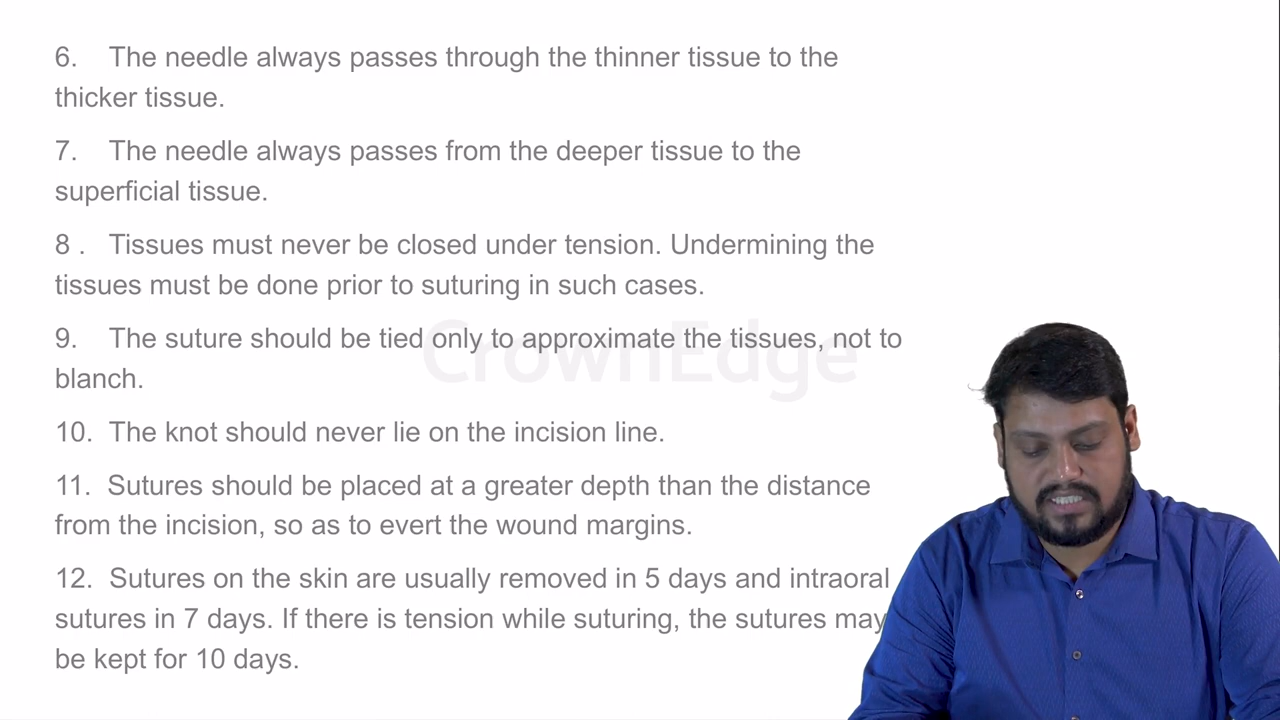 6. The needle always passes through the thinner tissue to the
thicker tissue.
7. The needle always passes from the deeper tissue to the
superficial tissue.
8 . Tissues must never be closed under tension. Undermining the
tissues must be done prior to suturing in such cases.
9. The suture should be tied only to approximate the tissues, not to
blanch.
CrownEdge
10. The knot should never lie on the incision line.
11. Sutures should be placed at a greater depth than the distance
from the incision, so as to evert the wound margins.
12. Sutures on the skin are usually removed in 5 days and intraoral
sutures in 7 days. If there is tension while suturing, the sutures may
be kept for 10 days.